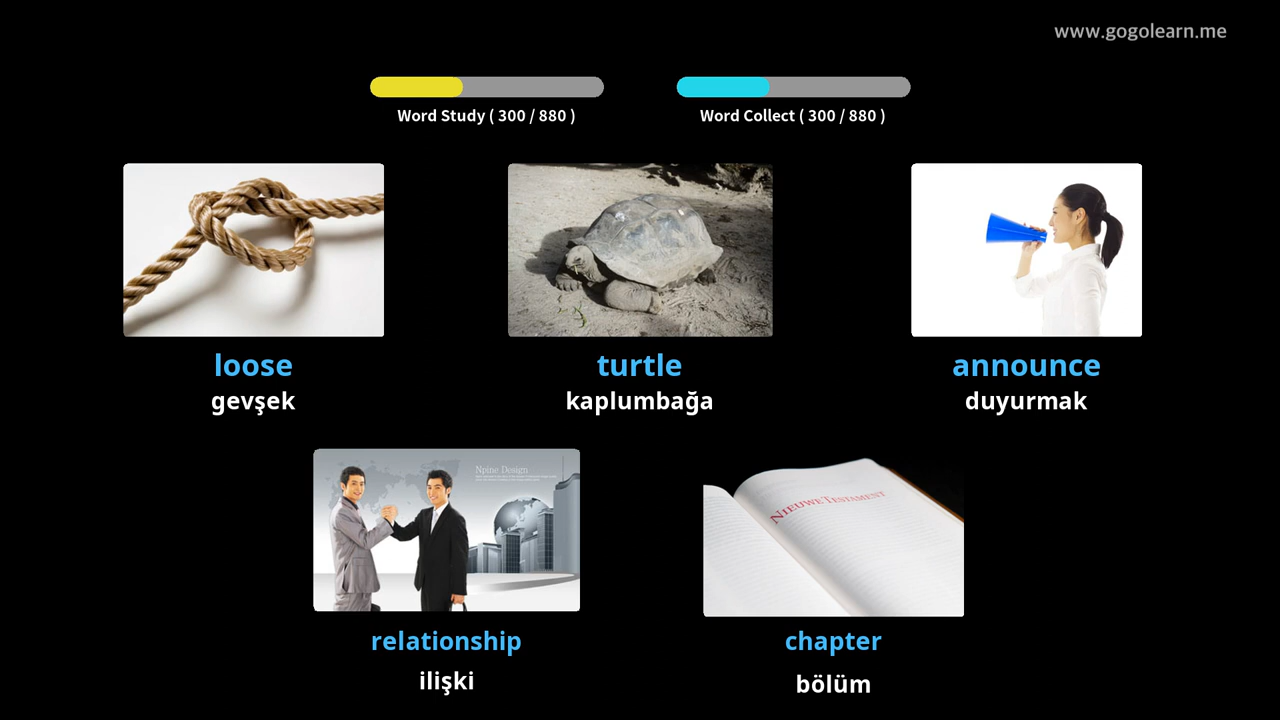 www.gogolearn.me
Word Study ( 300 / 880 )
Word Collect ( 300 / 880 )
loose
gevşek
turtle
kaplumbağa
announce
duyurmak
Npine Design
NIEUWE TESTAMENT
relationship
ilişki
chapter
bölüm